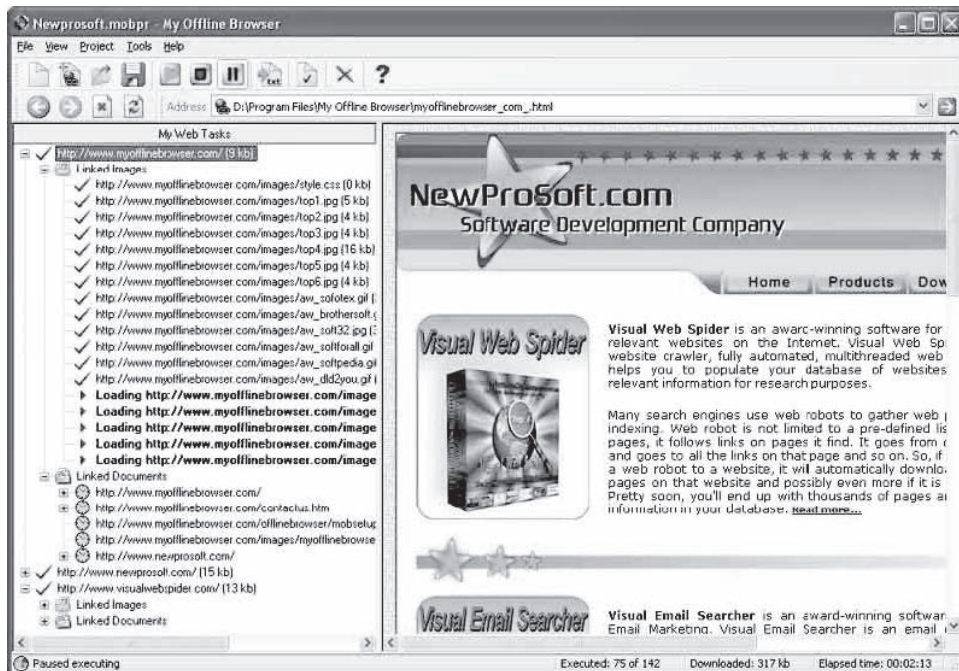 Newprosoft.mobpr - My Offline Browser
File View Project Tools Help
txt
Address D:\Program Files\My Offline Browser\myofflinebrowser_com_.html
My Web Tasks
http://www.myofflinebrowser.com/ (9 kb)
Linked Images
http://www.myofflinebrowser.com/images/style.css (0 kb)
http://www.myofflinebrowser.com/images/top1.jpg (5 kb)
http://www.myofflinebrowser.com/images/top2.jpg (4 kb)
http://www.myofflinebrowser.com/images/top3.jpg (4 kb)
http://www.myofflinebrowser.com/images/top4.jpg (16 kb)
http://www.myofflinebrowser.com/images/top5.jpg (4 kb)
http://www.myofflinebrowser.com/images/top6.jpg (4 kb)
http://www.myofflinebrowser.com/images/aw_sofotex.gif (
http://www.myofflinebrowser.com/images/aw_brothersoft.g
http://www.myofflinebrowser.com/images/aw_soft32.jpg (3
http://www.myofflinebrowser.com/images/aw_softforall.gif
http://www.myofflinebrowser.com/images/aw_softpedia.gi
http://www.myofflinebrowser.com/images/aw_dld2you.gif (
Loading http://www.myofflinebrowser.com/image
Loading http://www.myofflinebrowser.com/image
Loading http://www.myofflinebrowser.com/image
Loading http://www.myofflinebrowser.com/image
Loading http://www.myofflinebrowser.com/image
Linked Documents
http://www.myofflinebrowser.com/
http://www.myofflinebrowser.com/contactus.htm
http://www.myofflinebrowser.com/offlinebrowser/mobsetup
http://www.myofflinebrowser.com/images/myofflinebrowse
http://www.newprosoft.com/
http://www.newprosoft.com/ (15 kb)
http://www.visualwebspider.com/ (13 kb)
Linked Images
Linked Documents
NewProSoft.com
Software Development Company
Home Products Dow
Visual Web Spider
Visual Web Spider is an award-winning software for
relevant websites on the Internet. Visual Web Sp
website crawler, fully automated, multithreaded web
helps you to populate your database of websites
relevant information for research purposes.
Many search engines use web robots to gather web p
indexing. Web robot is not limited to a pre-defined lis
pages, it follows links on pages it find. It goes from
and goes to all the links on that page and so on. So, if
a web robot to a website, it will automatically downlo
pages on that website and possibly even more if it is
Pretty soon, you'll end up with thousands of pages a
information in your database. Read more...
Visual Email Searcher
Visual Email Searcher is an award-winning softwar
Email Marketing. Visual Email Searcher is an email
Paused executing
Executed: 75 of 142 Downloaded: 317 kb Elapsed time: 00:02:13